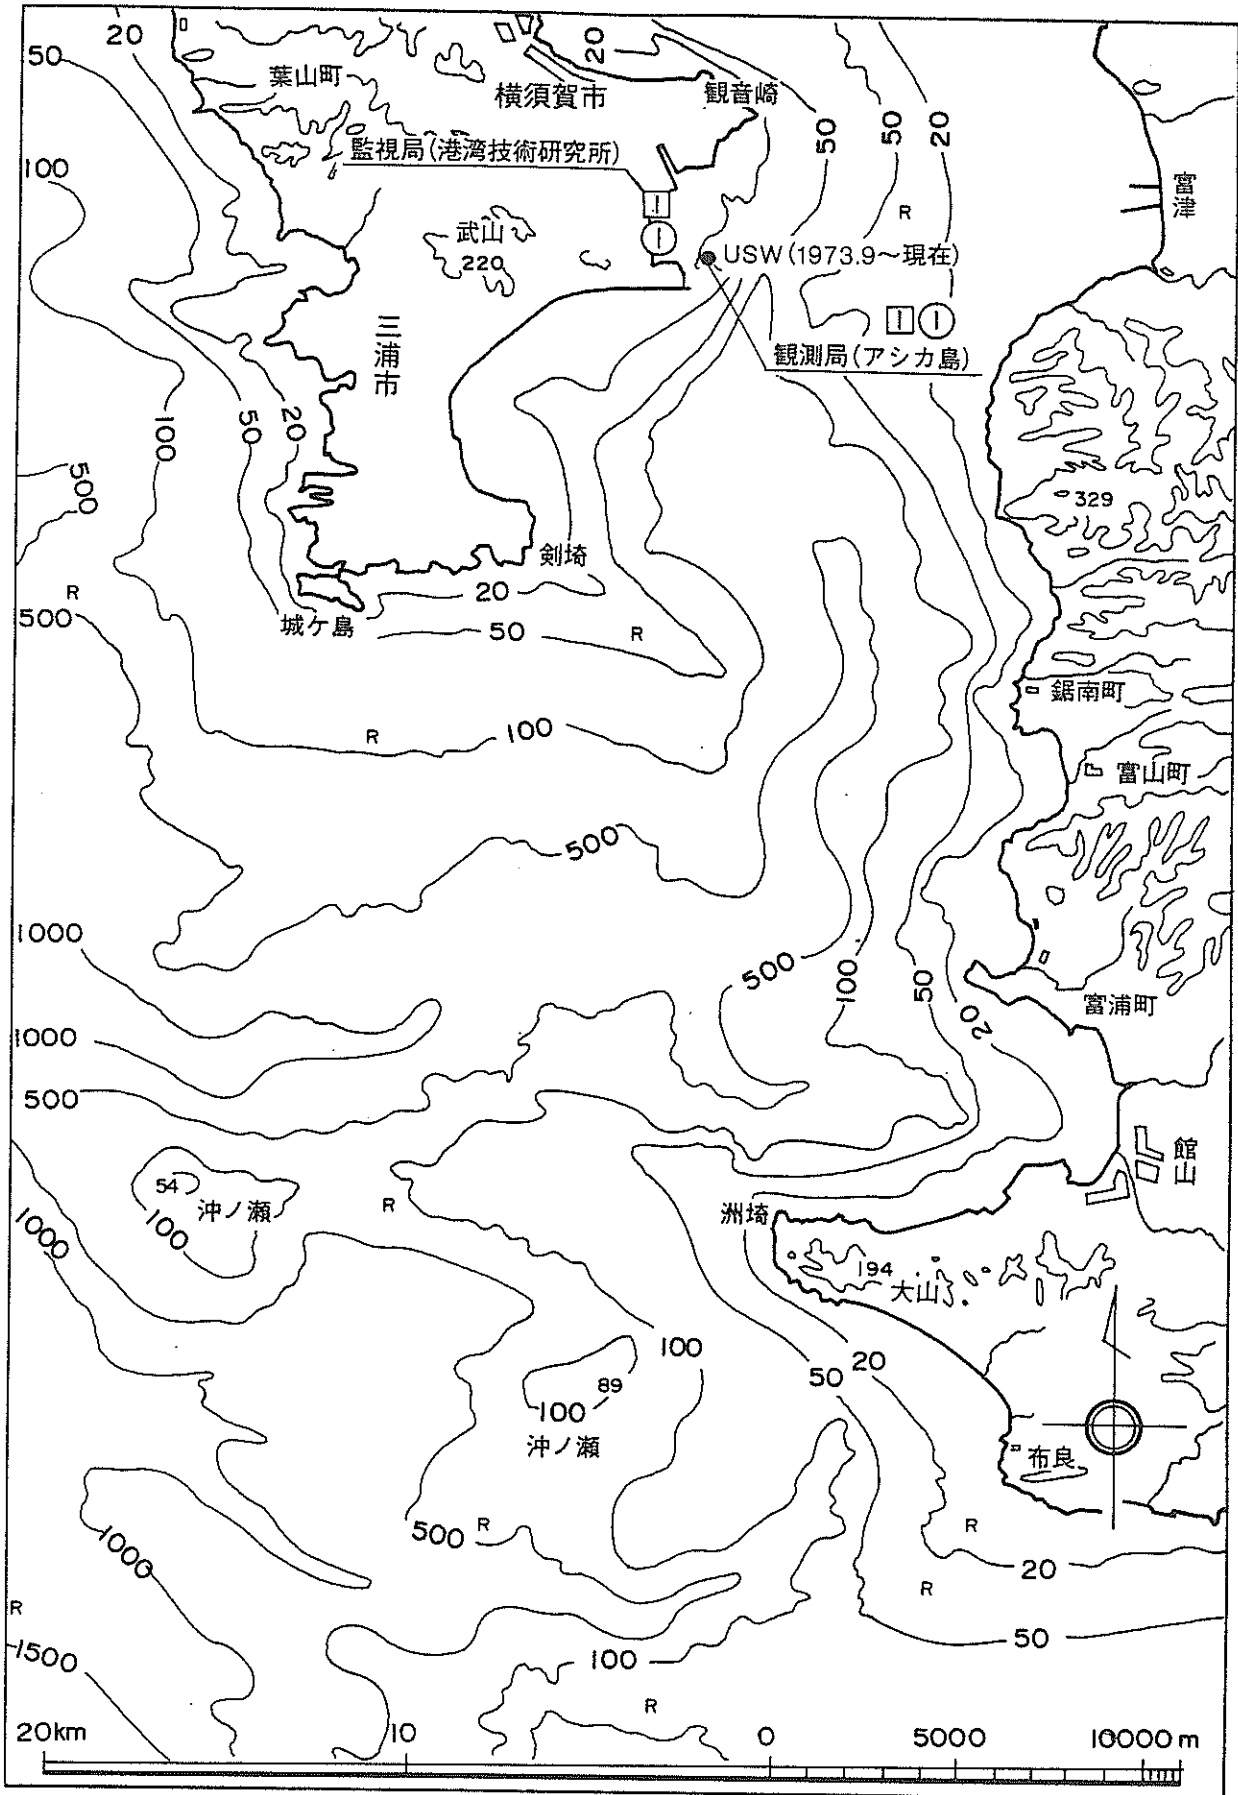 20
50
20
葉山町
横須賀市
観音崎
50
50
20
監視局(港湾技術研究所)
100
富津
R
武山
220
USW(1973.9～現在)
三浦市
観測局(アシカ島)
100
50
20
500
329
剣埼
R
500
20
城ケ島
50
R
鋸南町
R
100
富山町
500
1000
500
100
50
20
富浦町
1000
500
館山
54
沖ノ瀬
R
洲埼
100
1000
194
大山
100
50
20
89
100
沖ノ瀬
布良
R
500
R
1000
20
R
R
50
1500
100
R
20km
10
0
5000
10000m